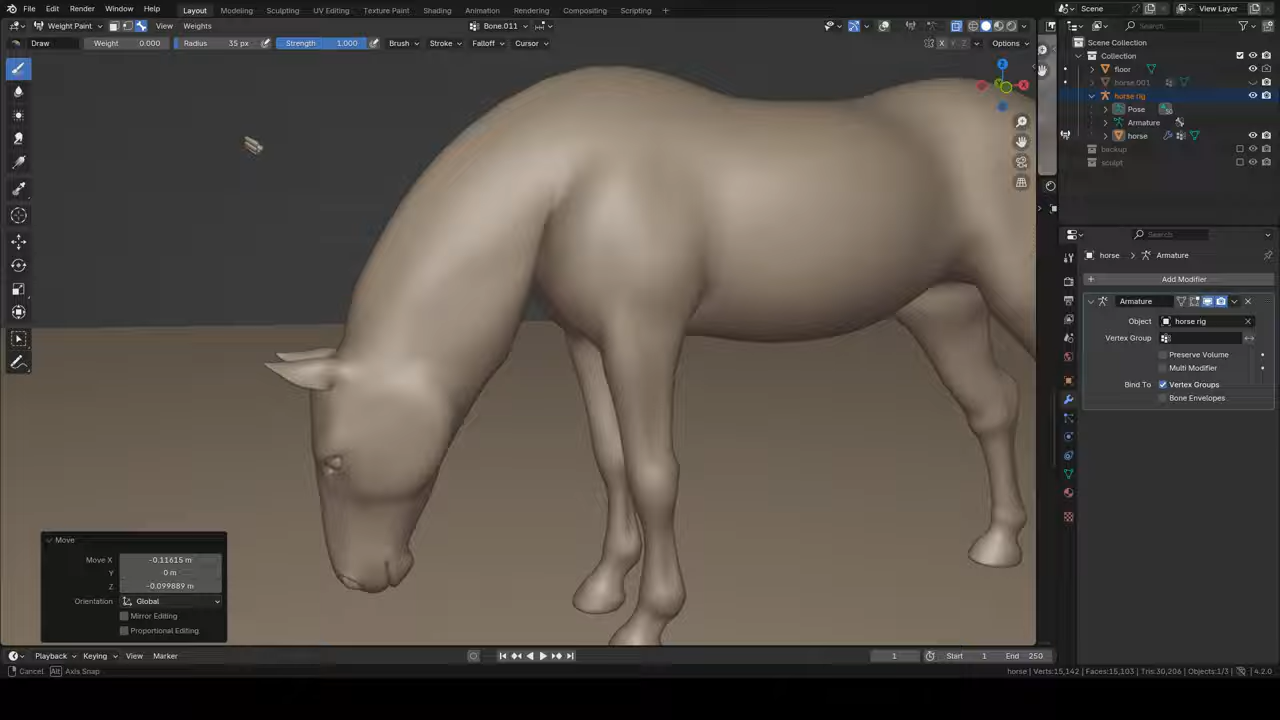 File Edit Render Window Help Layout Modeling Sculpting UV Editing Texture Paint Shading Animation Rendering Compositing Geometry Nodes Scripting + Scene View Layer
Weight Paint View Weights Bone.011 Search
Draw Weight 0.000 Radius 35 px Strength 1.000 Brush Stroke Falloff Cursor X Y Z Options
Scene Collection
Collection
floor
horse.001
horse rig
Pose
Armature
horse
backup
sculpt
Z
X
Search
horse Armature
Add Modifier
Armature
Object horse rig
Vertex Group
Preserve Volume
Multi Modifier
Bind To Vertex Groups
Bone Envelopes
Move
Move X -0.11615 m
Y 0 m
Z -0.099889 m
Orientation Global
Mirror Editing
Proportional Editing
Playback Keying View Marker 1 Start 1 End 250
Cancel Alt Axis Snap horse | Verts:15,142 | Faces:15,103 | Tris:30,206 | Objects:1/3 | 4.2.0